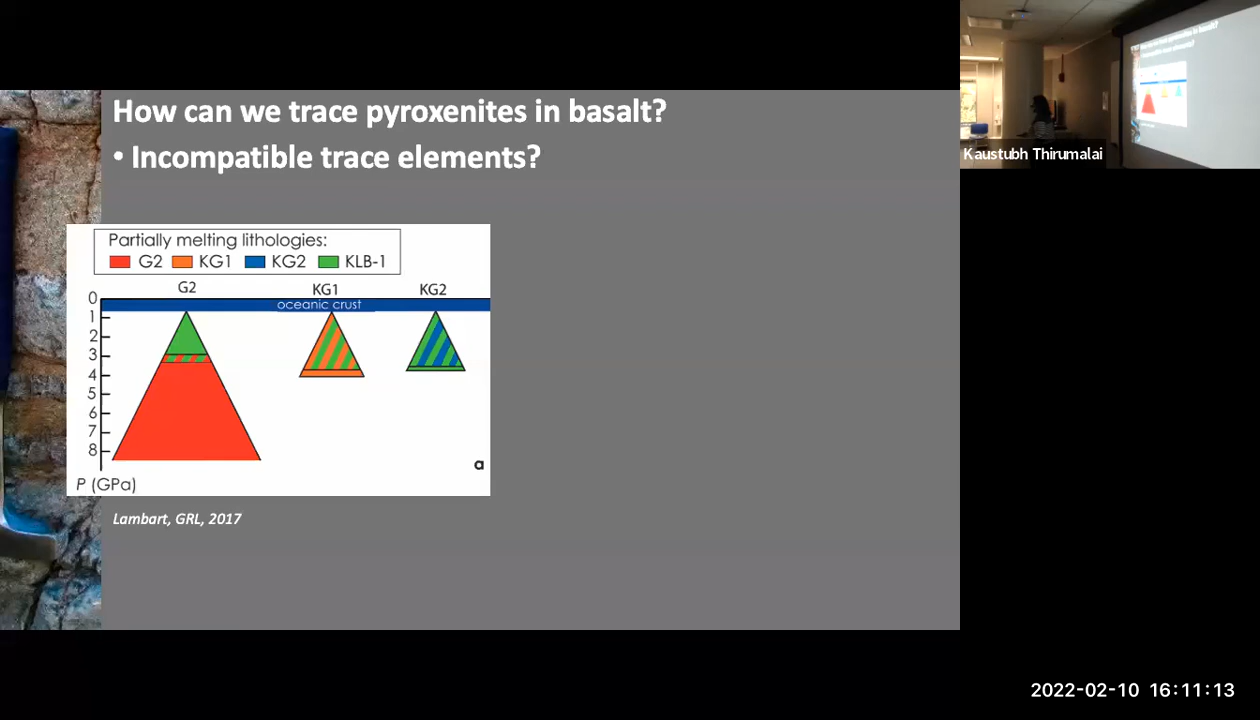 How can we trace pyroxenites in basalt?
• Incompatible trace elements?
Partially melting lithologies:
G2 KG1 KG2 KLB-1
G2 KG1 KG2
oceanic crust
0
1
2
3
4
5
6
7
8
P (GPa)
a
Lambart, GRL, 2017
Kaustubh Thirumalai
2022-02-10 16:11:13